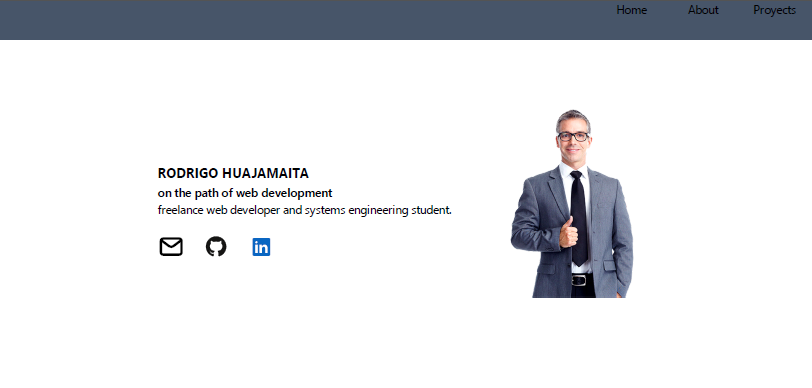 Home About Proyects
RODRIGO HUAJAMAITA
on the path of web development
freelance web developer and systems engineering student.
in